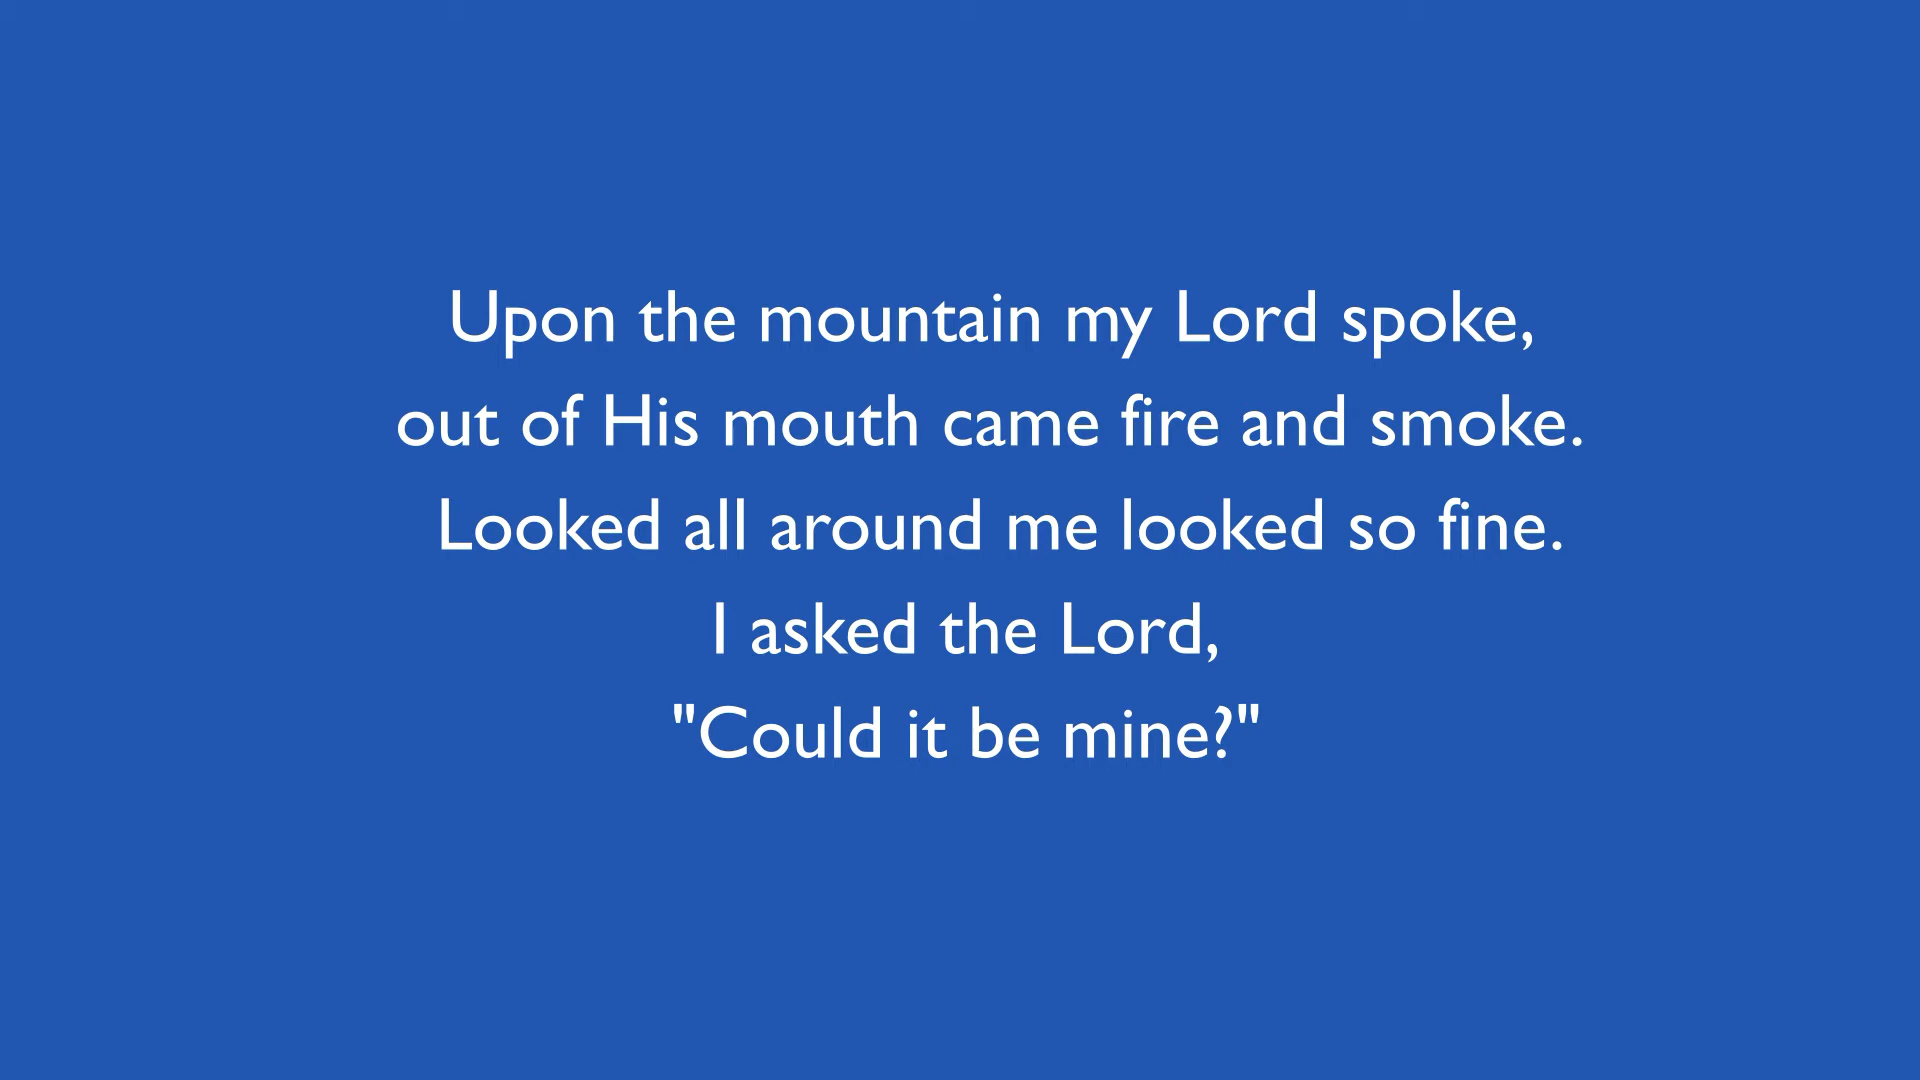 Upon the mountain my Lord spoke,
out of His mouth came fire and smoke.
Looked all around me looked so fine.
I asked the Lord,
"Could it be mine?"